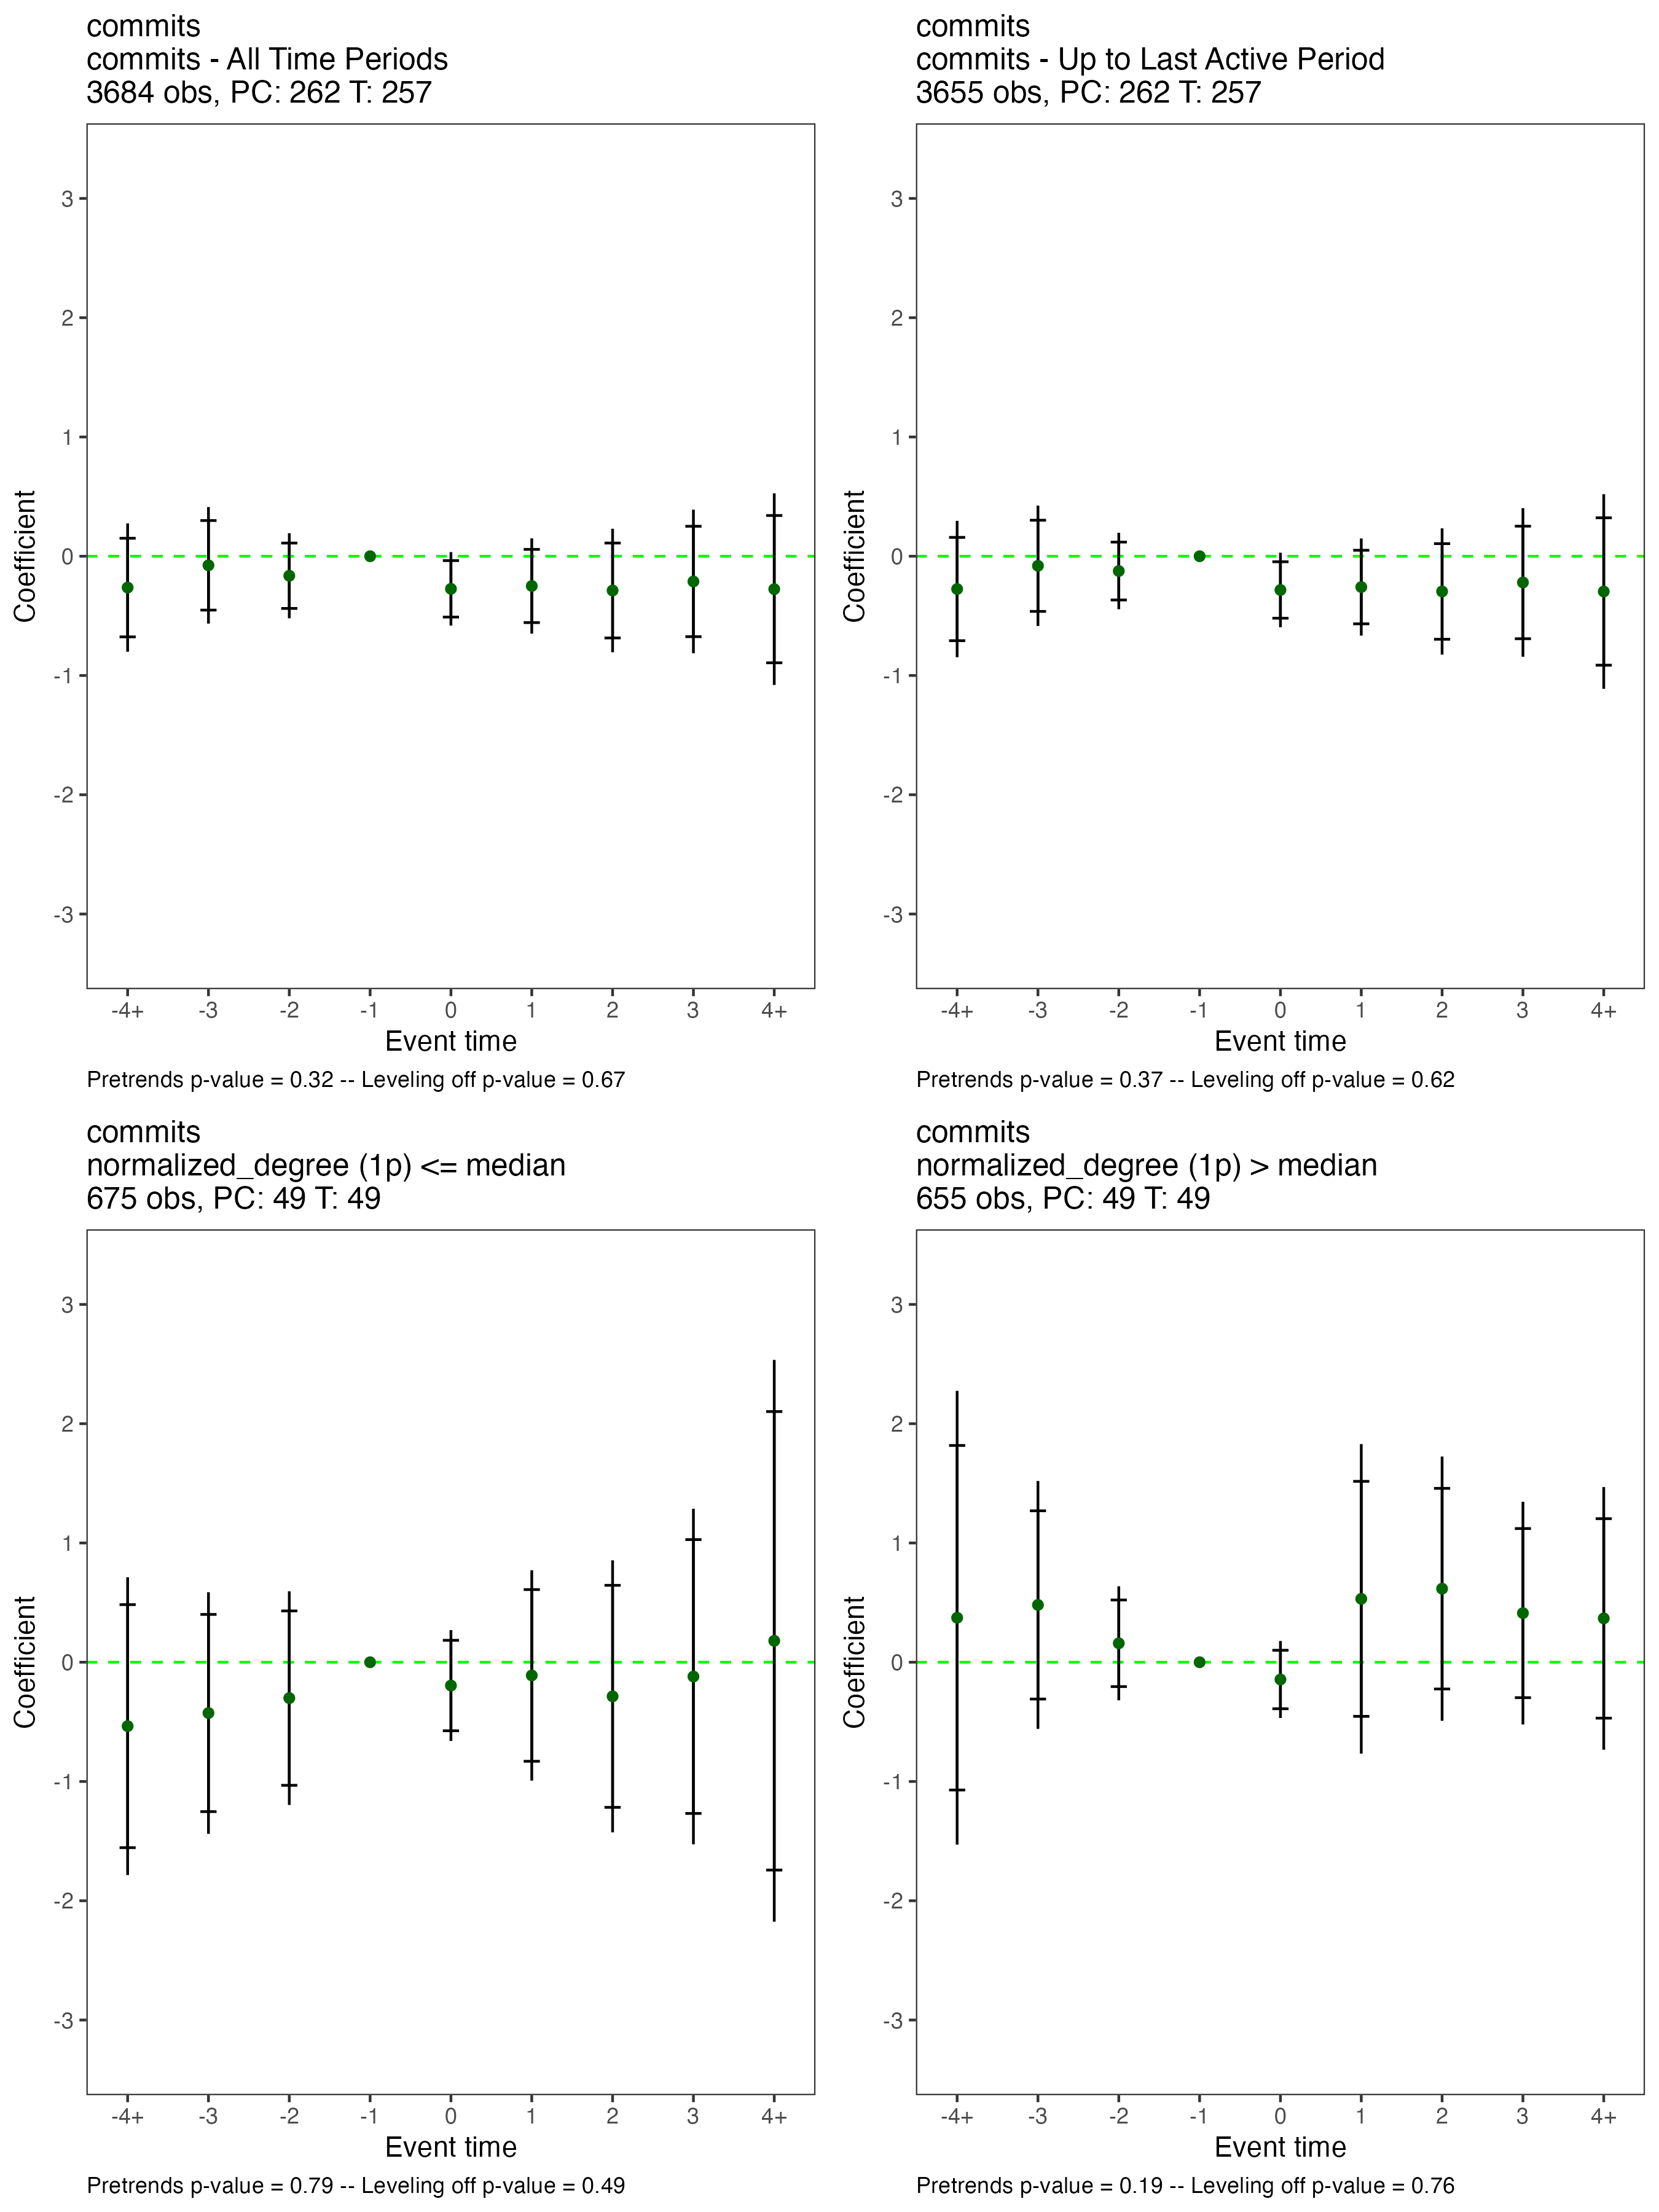 commits
commits - All Time Periods
3684 obs, PC: 262 T: 257
3
2
1
0
-1
-2
-3
Coefficient
-4+ -3 -2 -1 0 1 2 3 4+
Event time
Pretrends p-value = 0.32 -- Leveling off p-value = 0.67
commits
commits - Up to Last Active Period
3655 obs, PC: 262 T: 257
3
2
1
0
-1
-2
-3
Coefficient
-4+ -3 -2 -1 0 1 2 3 4+
Event time
Pretrends p-value = 0.37 -- Leveling off p-value = 0.62
commits
normalized_degree (1p) <= median
675 obs, PC: 49 T: 49
3
2
1
0
-1
-2
-3
Coefficient
-4+ -3 -2 -1 0 1 2 3 4+
Event time
Pretrends p-value = 0.79 -- Leveling off p-value = 0.49
commits
normalized_degree (1p) > median
655 obs, PC: 49 T: 49
3
2
1
0
-1
-2
-3
Coefficient
-4+ -3 -2 -1 0 1 2 3 4+
Event time
Pretrends p-value = 0.19 -- Leveling off p-value = 0.76